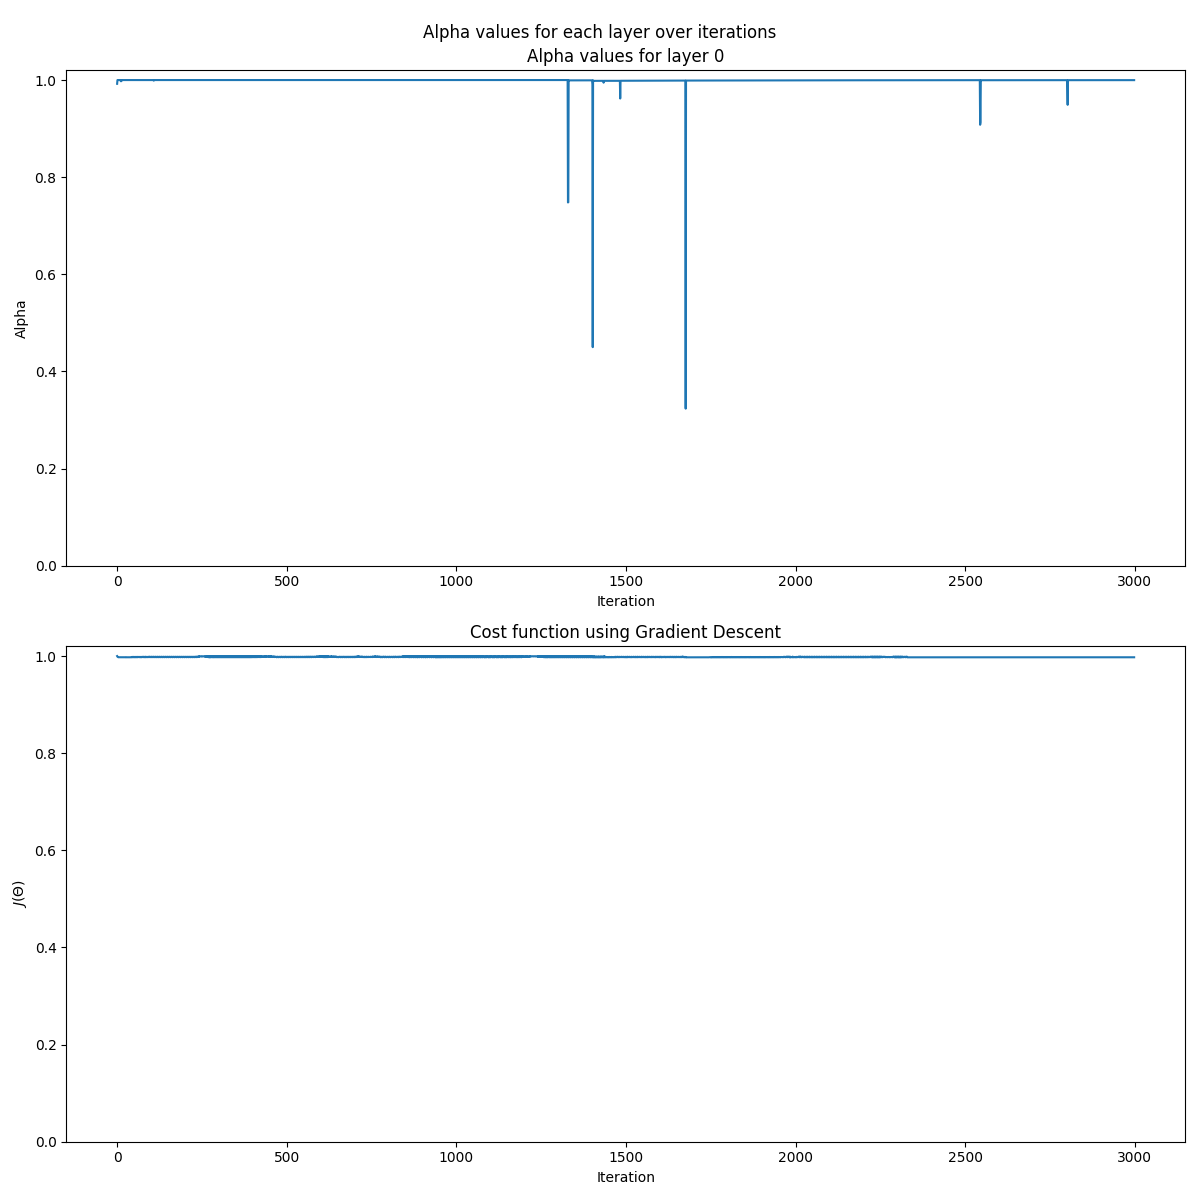 Alpha values for each layer over iterations
Alpha values for layer 0
1.0
0.8
0.6
0.4
0.2
0.0
Alpha
0 500 1000 1500 2000 2500 3000
Iteration
Cost function using Gradient Descent
1.0
0.8
0.6
0.4
0.2
0.0
J(Θ)
0 500 1000 1500 2000 2500 3000
Iteration